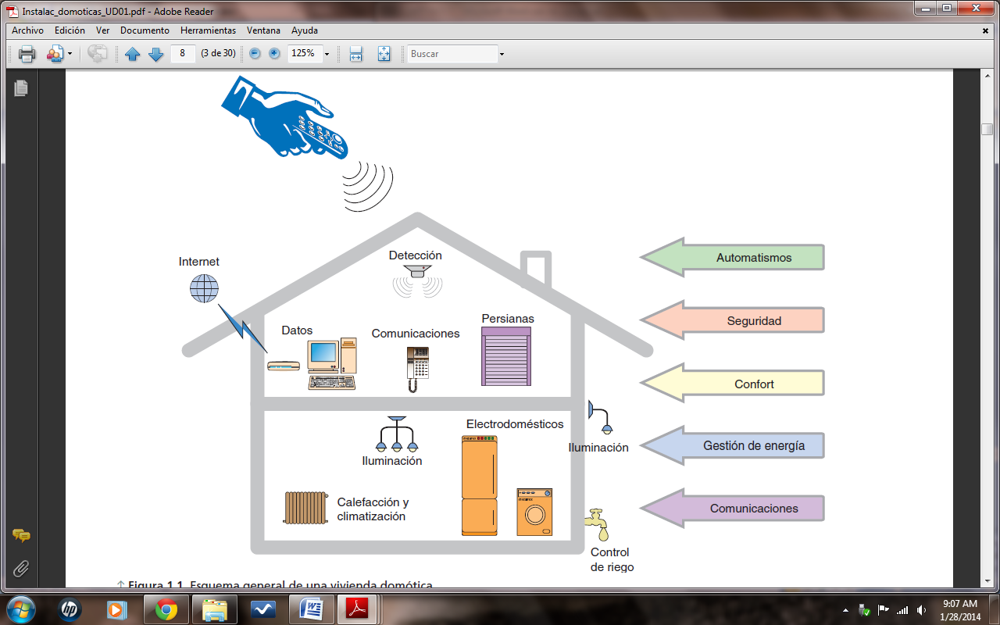 Instalac_domoticas_UD01.pdf - Adobe Reader
Archivo Edición Ver Documento Herramientas Ventana Ayuda
8 (3 de 30) 125% Buscar
Internet
Detección
Datos
Comunicaciones
Persianas
Iluminación
Electrodomésticos
Iluminación
Calefacción y
climatización
Control
de riego
Automatismos
Seguridad
Confort
Gestión de energía
Comunicaciones
↑ Figura 1.1. Esquema general de una vivienda domótica.
9:07 AM
1/28/2014